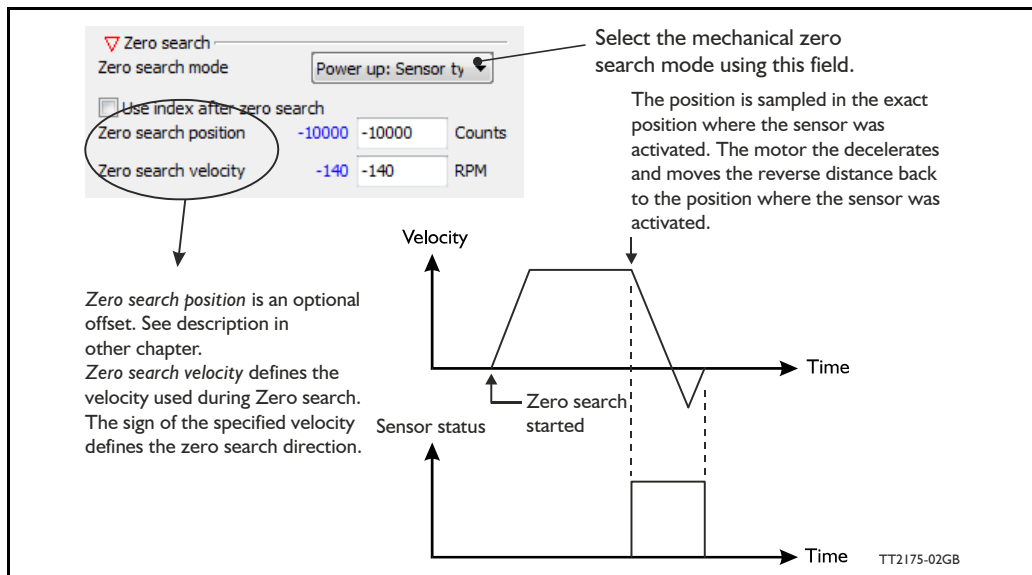 Zero search
Zero search mode
Power up: Sensor ty
Use index after zero search
Zero search position -10000 -10000 Counts
Zero search velocity -140 -140 RPM
Select the mechanical zero
search mode using this field.
The position is sampled in the exact
position where the sensor was
activated. The motor the decelerates
and moves the reverse distance back
to the position where the sensor was
activated.
Zero search position is an optional
offset. See description in
other chapter.
Zero search velocity defines the
velocity used during Zero search.
The sign of the specified velocity
defines the zero search direction.
Velocity
Time
Zero search
started
Sensor status
Time
TT2175-02GB